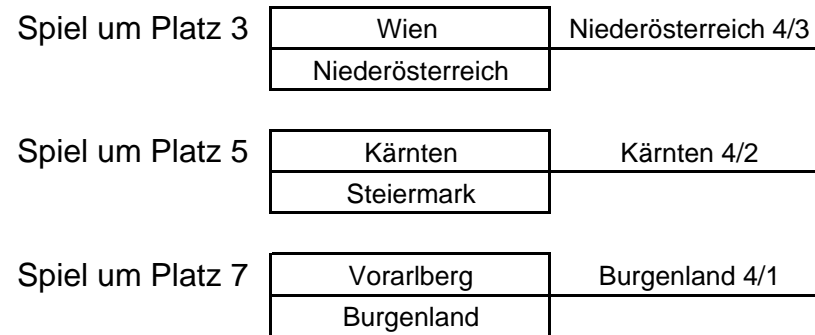 Spiel um Platz 3 Wien Niederösterreich 4/3
Niederösterreich
Spiel um Platz 5 Kärnten Kärnten 4/2
Steiermark
Spiel um Platz 7 Vorarlberg Burgenland 4/1
Burgenland